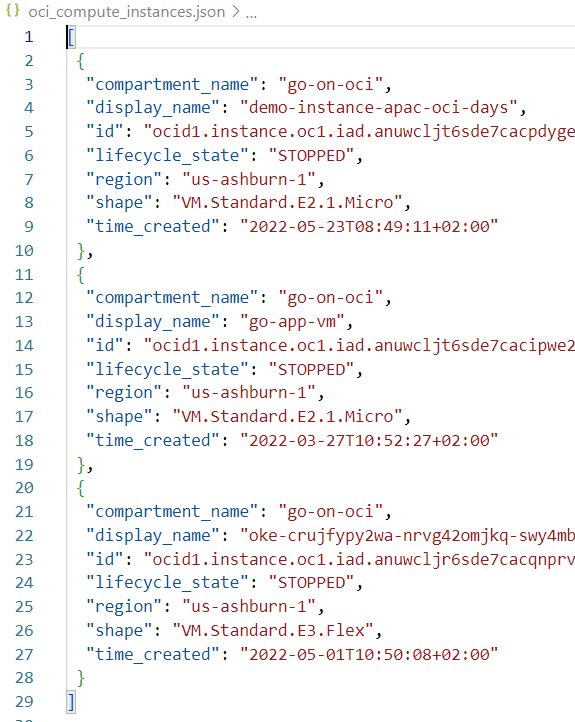 {} oci_compute_instances.json > ...
1 [
2 {
3 "compartment_name": "go-on-oci",
4 "display_name": "demo-instance-apac-oci-days",
5 "id": "ocid1.instance.oc1.iad.anuwcljt6sde7cacpdyge
6 "lifecycle_state": "STOPPED",
7 "region": "us-ashburn-1",
8 "shape": "VM.Standard.E2.1.Micro",
9 "time_created": "2022-05-23T08:49:11+02:00"
10 },
11 {
12 "compartment_name": "go-on-oci",
13 "display_name": "go-app-vm",
14 "id": "ocid1.instance.oc1.iad.anuwcljt6sde7cacipwe2
15 "lifecycle_state": "STOPPED",
16 "region": "us-ashburn-1",
17 "shape": "VM.Standard.E2.1.Micro",
18 "time_created": "2022-03-27T10:52:27+02:00"
19 },
20 {
21 "compartment_name": "go-on-oci",
22 "display_name": "oke-crujfypy2wa-nrvg42omjkq-swy4mb
23 "id": "ocid1.instance.oc1.iad.anuwcljr6sde7cacqnprv
24 "lifecycle_state": "STOPPED",
25 "region": "us-ashburn-1",
26 "shape": "VM.Standard.E3.Flex",
27 "time_created": "2022-05-01T10:50:08+02:00"
28 }
29 ]